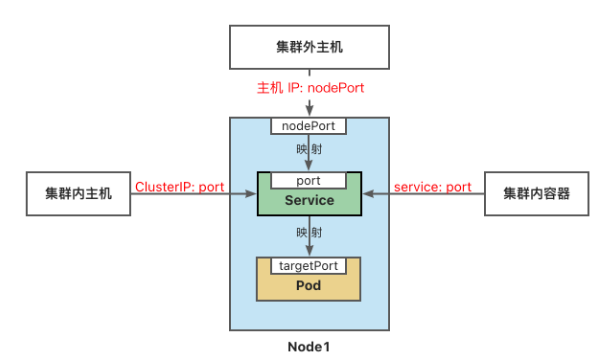 集群外主机
主机 IP: nodePort
nodePort
映 射
port
Service
集群内主机
ClusterIP: port
service: port
集群内容器
映 射
targetPort
Pod
Node1